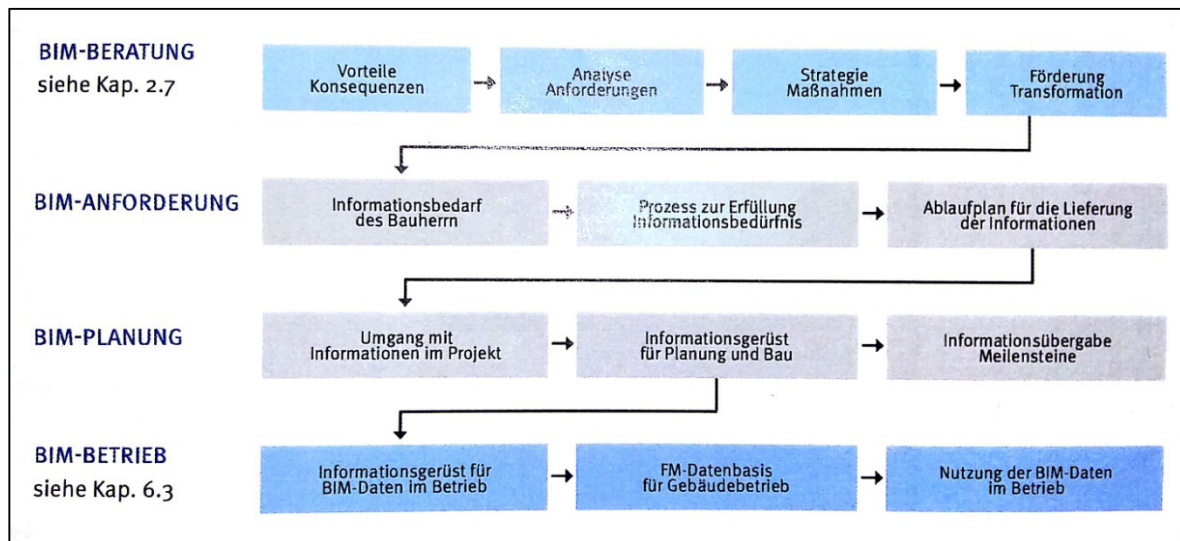 BIM-BERATUNG
siehe Kap. 2.7
Vorteile
Konsequenzen
Analyse
Anforderungen
Strategie
Maßnahmen
Förderung
Transformation
BIM-ANFORDERUNG
Informationsbedarf
des Bauherrn
Prozess zur Erfüllung
Informationsbedürfnis
Ablaufplan für die Lieferung
der Informationen
BIM-PLANUNG
Umgang mit
Informationen im Projekt
Informationsgerüst
für Planung und Bau
Informationsübergabe
Meilensteine
BIM-BETRIEB
siehe Kap. 6.3
Informationsgerüst für
BIM-Daten im Betrieb
FM-Datenbasis
für Gebäudebetrieb
Nutzung der BIM-Daten
im Betrieb